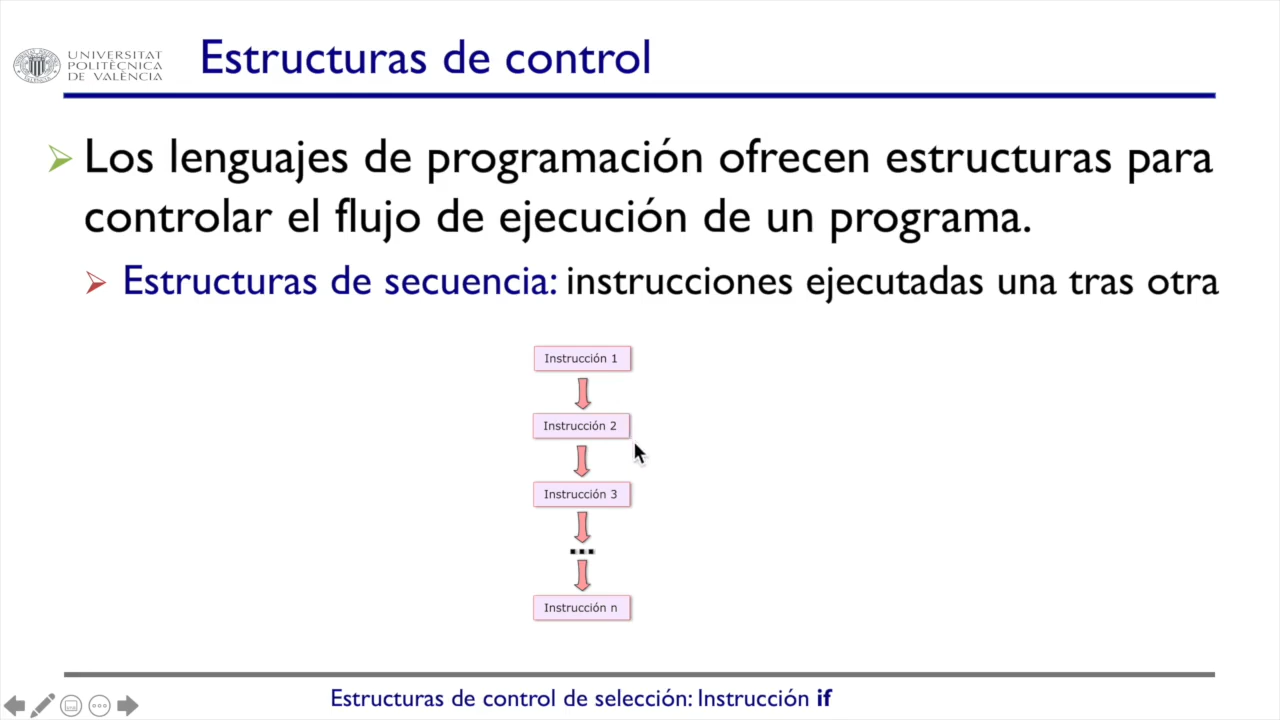 UNIVERSITAT
POLITÈCNICA
DE VALÈNCIA
Estructuras de control
Los lenguajes de programación ofrecen estructuras para
controlar el flujo de ejecución de un programa.
Estructuras de secuencia: instrucciones ejecutadas una tras otra
Instrucción 1
Instrucción 2
Instrucción 3
...
Instrucción n
Estructuras de control de selección: Instrucción if